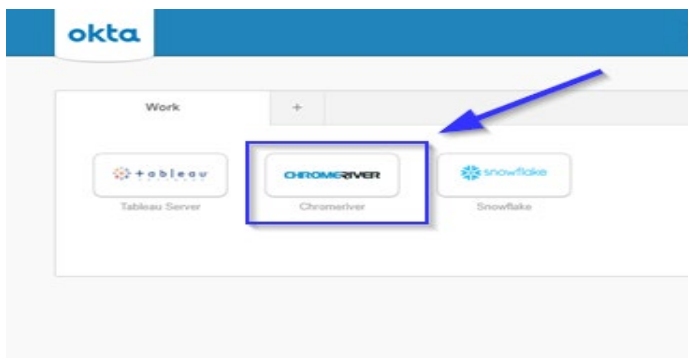 okta
Work +
tableau CHROMERIVER snowflake
Tableau Server Chromeriver Snowflake